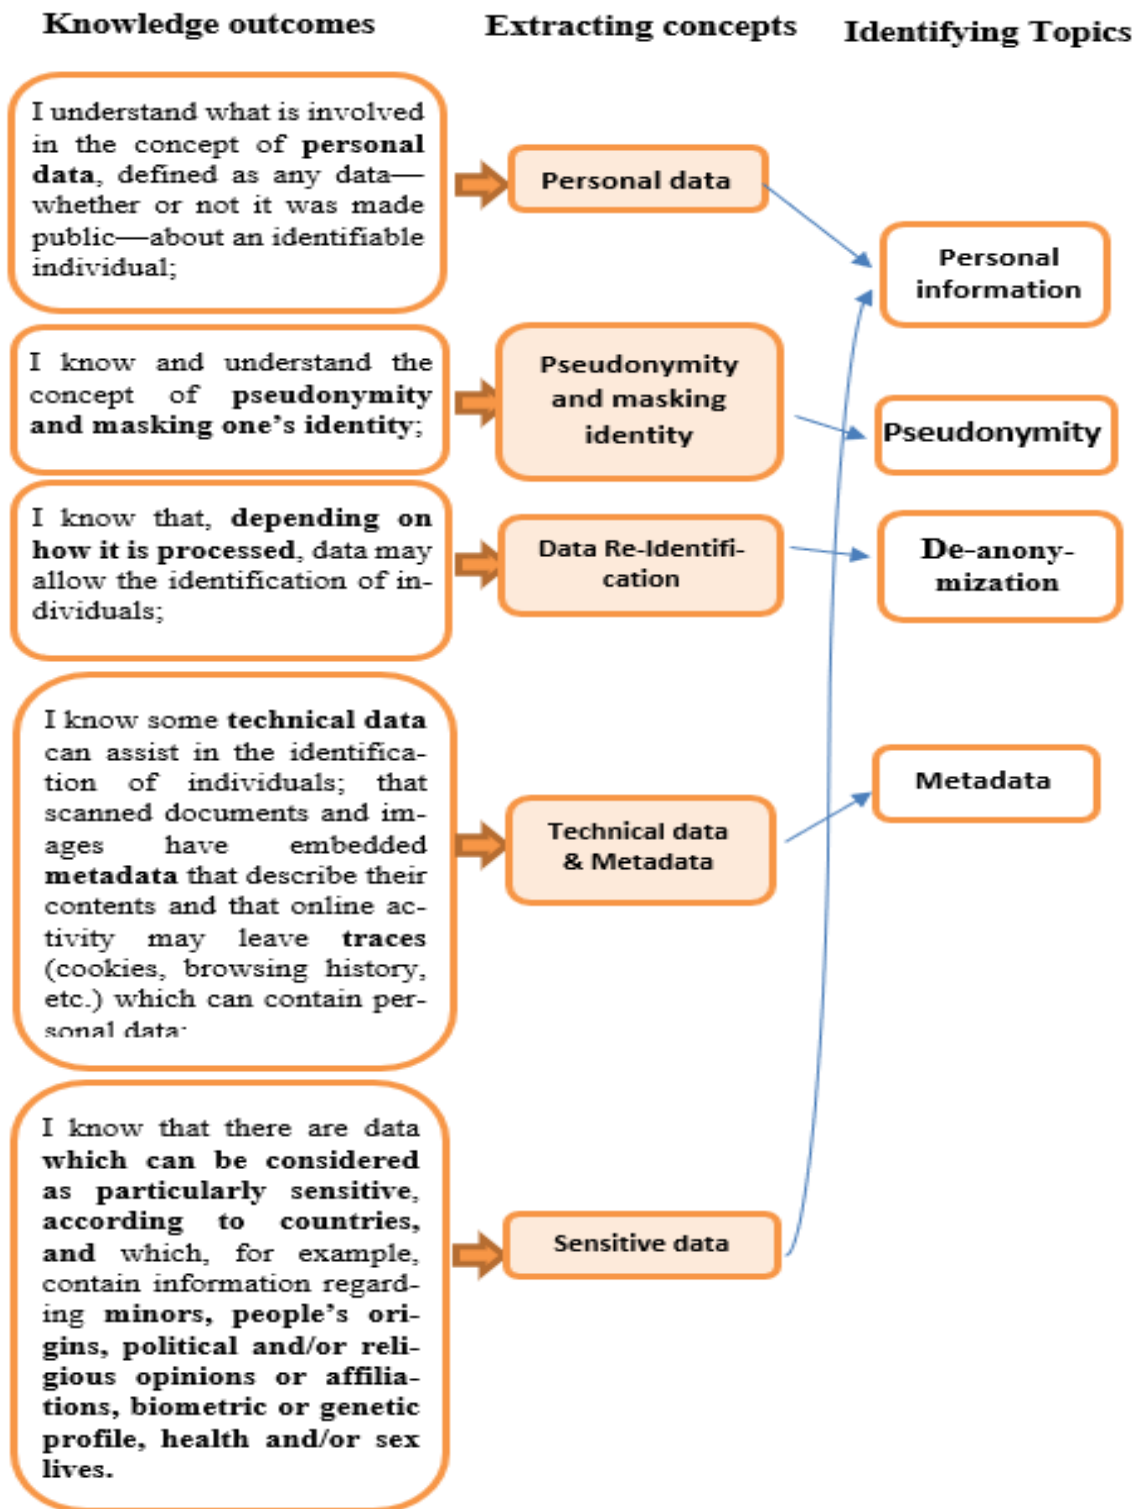 Knowledge outcomes
Extracting concepts
Identifying Topics
I understand what is involved
in the concept of personal
data, defined as any data—
whether or not it was made
public—about an identifiable
individual;
Personal data
Personal
information
I know and understand the
concept of pseudonymity
and masking one's identity;
Pseudonymity
and masking
identity
Pseudonymity
I know that, depending on
how it is processed, data may
allow the identification of in-
dividuals;
Data Re-Identifi-
cation
De-anony-
mization
I know some technical data
can assist in the identifica-
tion of individuals; that
scanned documents and im-
ages have embedded
metadata that describe their
contents and that online ac-
tivity may leave traces
(cookies, browsing history,
etc.) which can contain per-
sonal data;
Technical data
& Metadata
Metadata
I know that there are data
which can be considered
as particularly sensitive,
according to countries,
and which, for example,
contain information regard-
ing minors, people's ori-
gins, political and/or reli-
gious opinions or affilia-
tions, biometric or genetic
profile, health and/or sex
lives.
Sensitive data